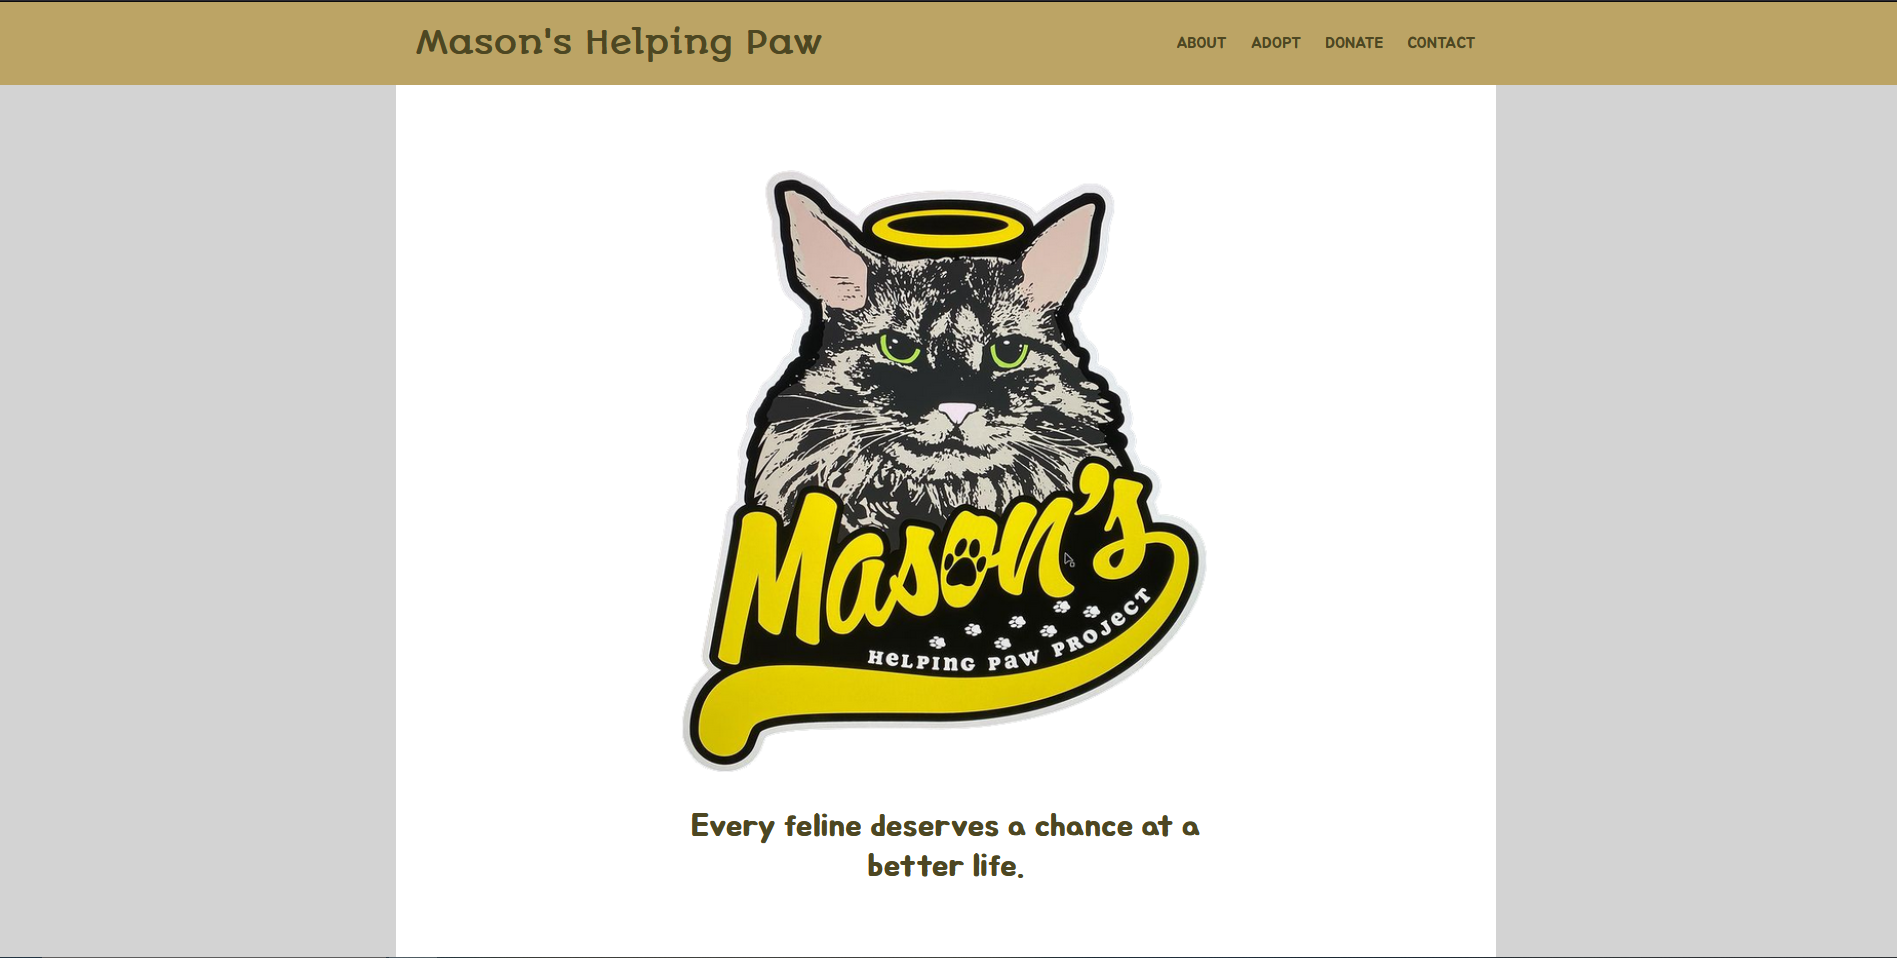 Mason's Helping Paw
ABOUT ADOPT DONATE CONTACT
Mason's
HeLPING PaW PROJeCT
Every feline deserves a chance at a
better life.